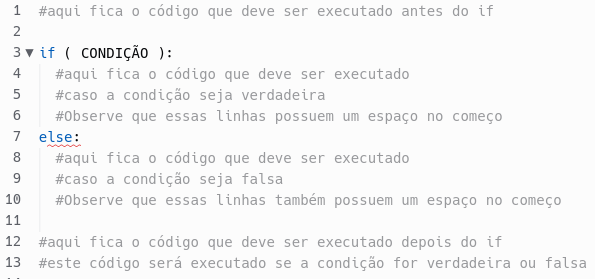 1 #aqui fica o código que deve ser executado antes do if
2
3 ▼ if ( CONDIÇÃO ):
4 #aqui fica o código que deve ser executado
5 #caso a condição seja verdadeira
6 #Observe que essas linhas possuem um espaço no começo
7 else:
8 #aqui fica o código que deve ser executado
9 #caso a condição seja falsa
10 #Observe que essas linhas também possuem um espaço no começo
11
12 #aqui fica o código que deve ser executado depois do if
13 #este código será executado se a condição for verdadeira ou falsa